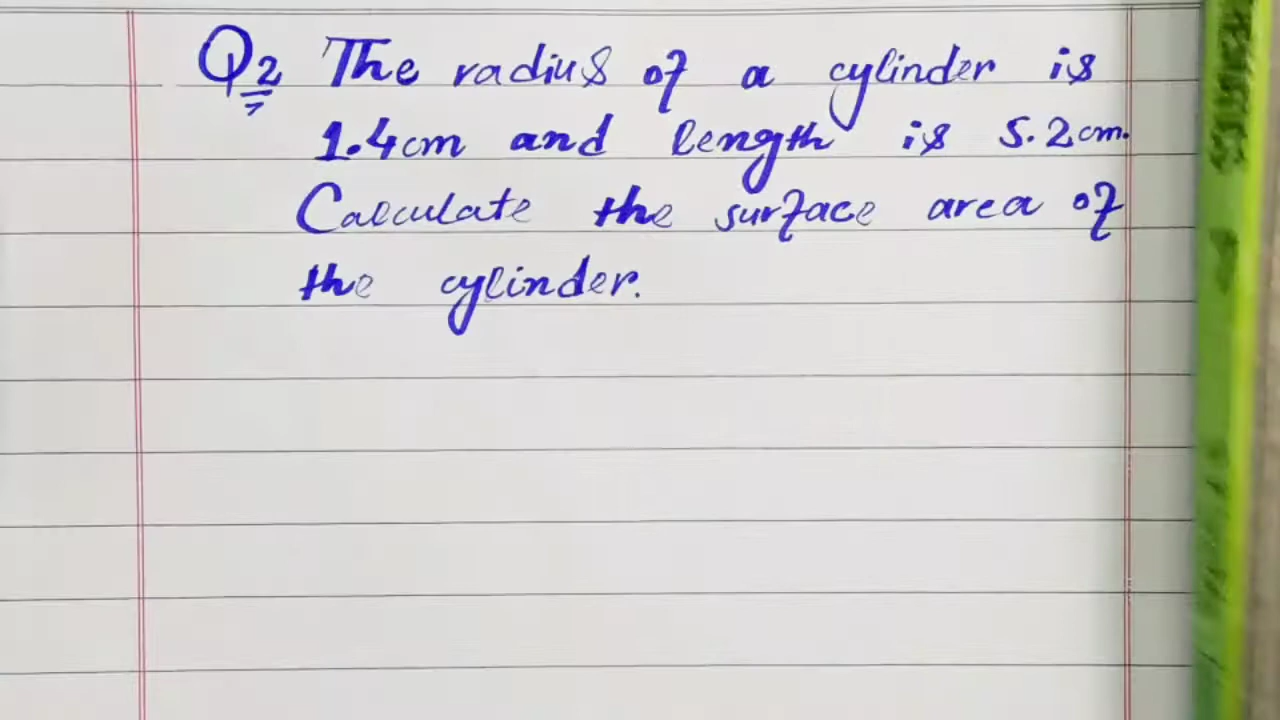 Q2 The radius of a cylinder is
1.4cm and length is 5.2cm.
Calculate the surface area of
the cylinder.